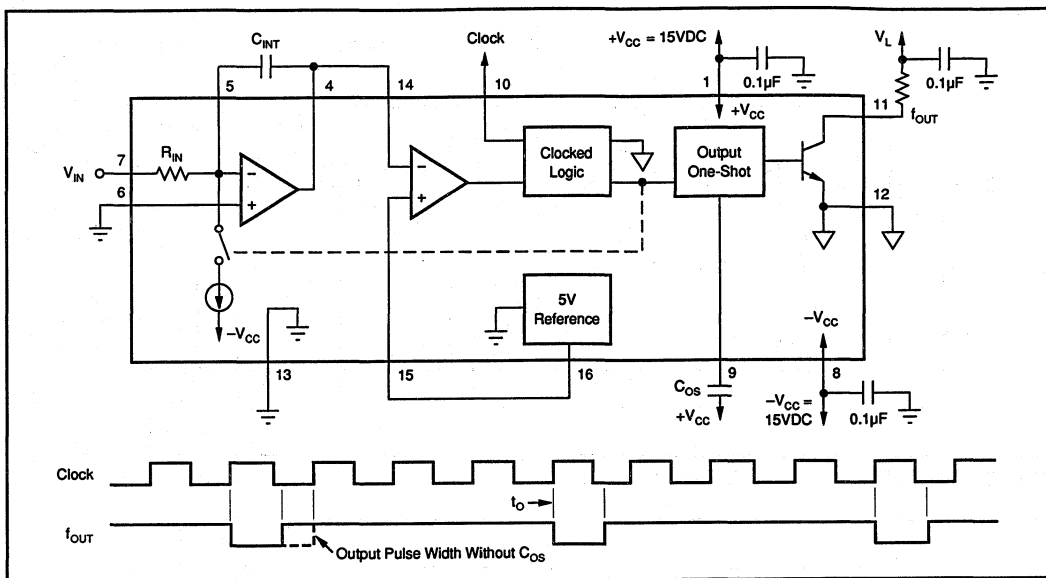 C_INT
Clock
+V_CC = 15VDC
V_L
5
4
14
10
1
0.1µF
0.1µF
11
+V_CC
f_OUT
V_IN
7
R_IN
6
–
+
–
+
Clocked
Logic
Output
One-Shot
12
5V
Reference
–V_CC
–V_CC
13
15
16
9
8
C_OS
+V_CC
–V_CC =
15VDC
0.1µF
Clock
t_O
f_OUT
Output Pulse Width Without C_OS